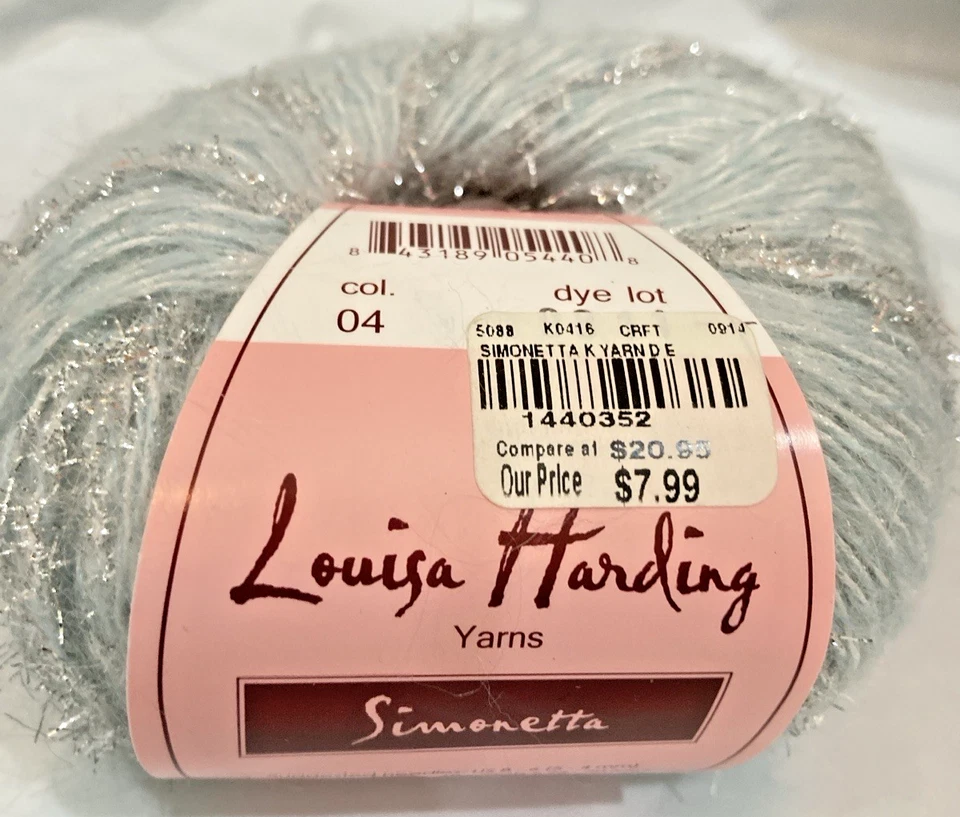 8 43189 05440 8
col.
04
dye lot
5088 K0416 CRFT 0914
SIMONETTA K YARN D E
1440352
Compare at $20.95
Our Price $7.99
Louisa Harding
Yarns
Simonetta